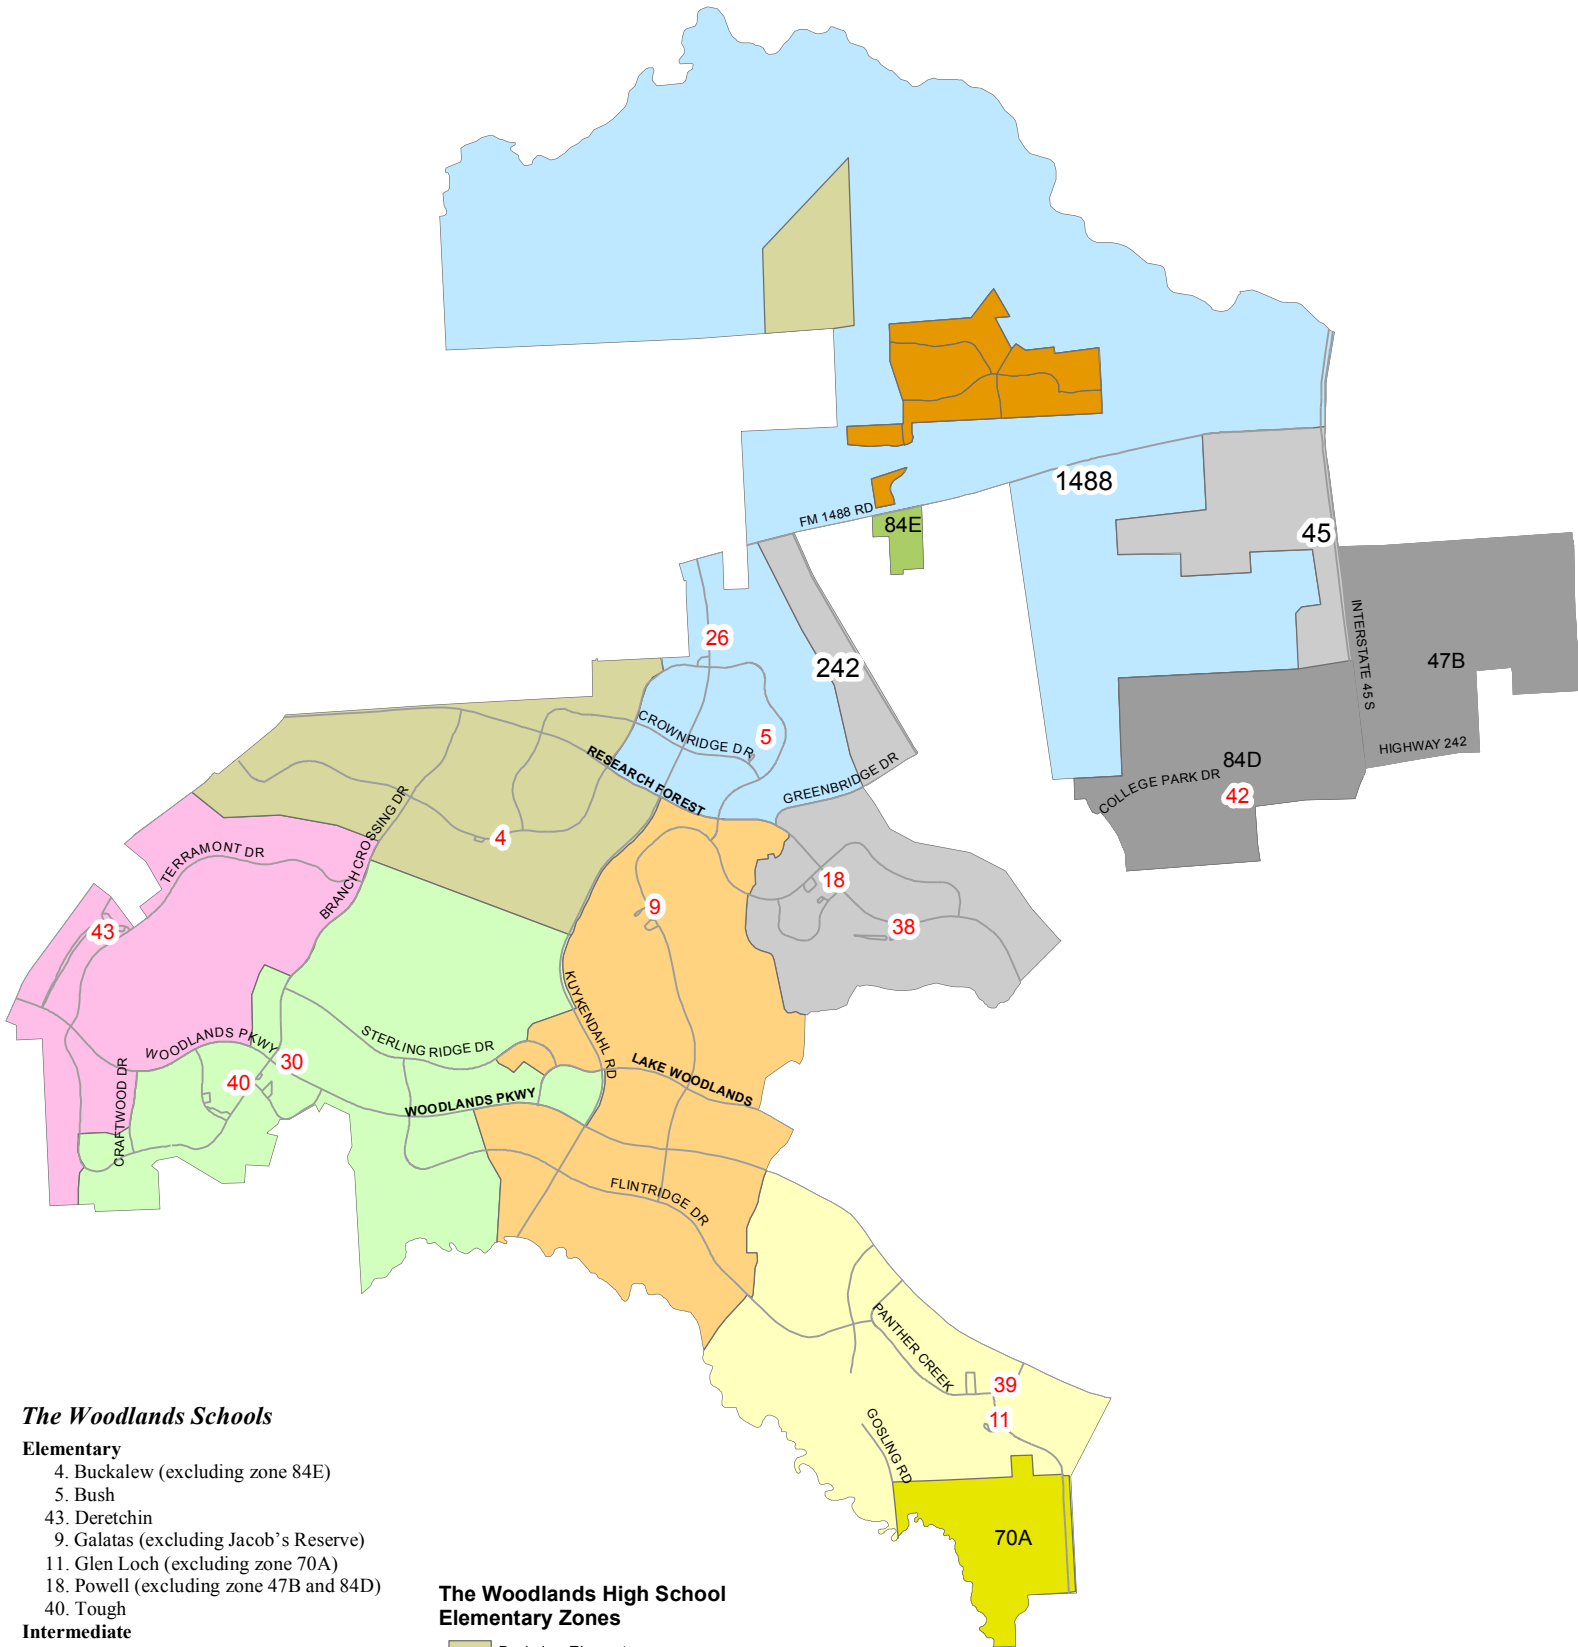 1488
FM 1488 RD
84E
45
26
242
INTERSTATE 45 S
47B
CROWNRIDGE DR
5
RESEARCH FOREST
HIGHWAY 242
84D
GREENBRIDGE DR
COLLEGE PARK DR
42
4
BRANCH CROSSING DR
TERRAMONT DR
18
9
38
43
KUYKENDAHL RD
WOODLANDS PKWY
STERLING RIDGE DR
30
LAKE WOODLANDS
40
CRAFTWOOD DR
WOODLANDS PKWY
FLINTRIDGE DR
PANTHER CREEK
39
11
GOSLING RD
70A
The Woodlands Schools
Elementary
4. Buckalew (excluding zone 84E)
5. Bush
43. Deretchin
9. Galatas (excluding Jacob's Reserve)
11. Glen Loch (excluding zone 70A)
18. Powell (excluding zone 47B and 84D)
40. Tough
Intermediate
The Woodlands High School
Elementary Zones